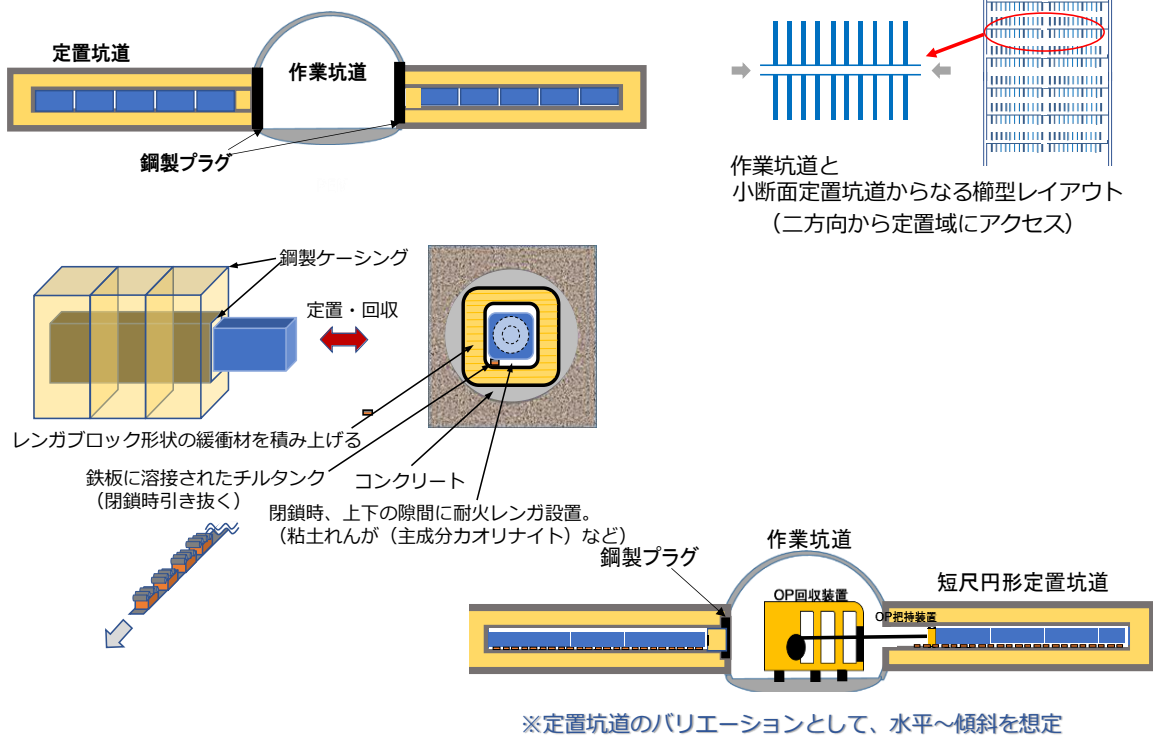 定置坑道
作業坑道
鋼製プラグ
作業坑道と
小断面定置坑道からなる櫛型レイアウト
（二方向から定置域にアクセス）
鋼製ケーシング
定置・回収
レンガブロック形状の緩衝材を積み上げる
鉄板に溶接されたチルタンク
（閉鎖時引き抜く）
コンクリート
閉鎖時、上下の隙間に耐火レンガ設置。
（粘土れんが（主成分カオリナイト）など）
作業坑道
鋼製プラグ
短尺円形定置坑道
OP回収装置
OP把持装置
※定置坑道のバリエーションとして、水平～傾斜を想定